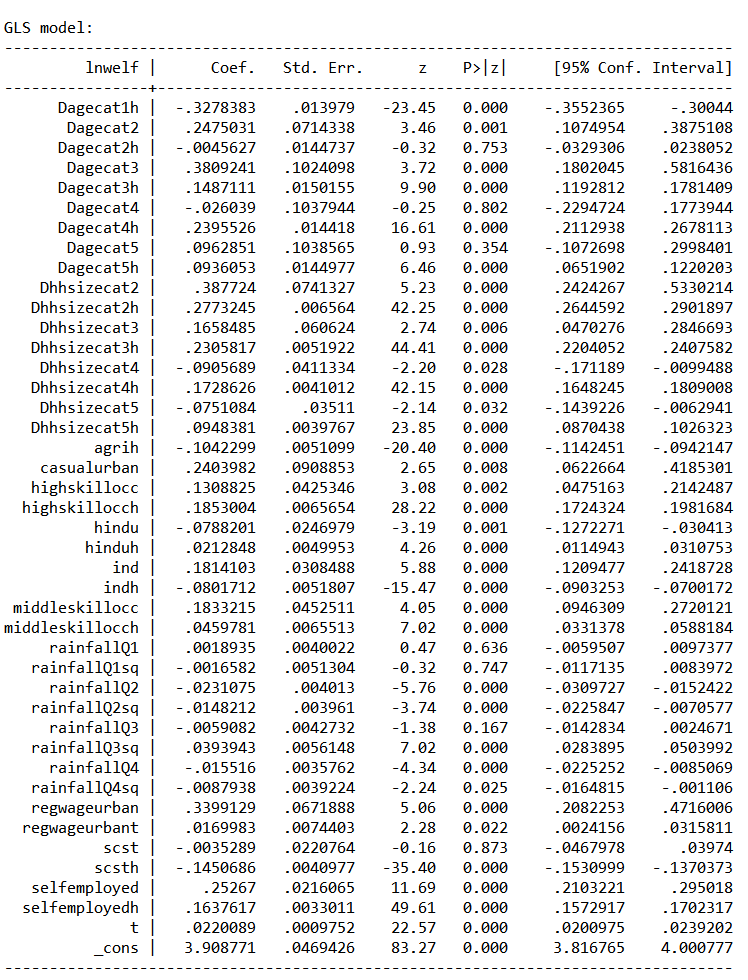 GLS model:
------------------------------------------------------------------------------
lnwelf | Coef. Std. Err. z P>|z| [95% Conf. Interval]
-------------+----------------------------------------------------------------
Dagecat1h | -.3278383 .013979 -23.45 0.000 -.3552365 -.30044
Dagecat2 | .2475031 .0714338 3.46 0.001 .1074954 .3875108
Dagecat2h | -.0045627 .0144737 -0.32 0.753 -.0329306 .0238052
Dagecat3 | .3809241 .1024098 3.72 0.000 .1802045 .5816436
Dagecat3h | .1487111 .0150155 9.90 0.000 .1192812 .1781409
Dagecat4 | -.026039 .1037944 -0.25 0.802 -.2294724 .1773944
Dagecat4h | .2395526 .014418 16.61 0.000 .2112938 .2678113
Dagecat5 | .0962851 .1038565 0.93 0.354 -.1072698 .2998401
Dagecat5h | .0936053 .0144977 6.46 0.000 .0651902 .1220203
Dhhsizecat2 | .387724 .0741327 5.23 0.000 .2424267 .5330214
Dhhsizecat2h | .2773245 .006564 42.25 0.000 .2644592 .2901897
Dhhsizecat3 | .1658485 .060624 2.74 0.006 .0470276 .2846693
Dhhsizecat3h | .2305817 .0051922 44.41 0.000 .2204052 .2407582
Dhhsizecat4 | -.0905689 .0411334 -2.20 0.028 -.171189 -.0099488
Dhhsizecat4h | .1728626 .0041012 42.15 0.000 .1648245 .1809008
Dhhsizecat5 | -.0751084 .03511 -2.14 0.032 -.1439226 -.0062941
Dhhsizecat5h | .0948381 .0039767 23.85 0.000 .0870438 .1026323
agrih | -.1042299 .0051099 -20.40 0.000 -.1142451 -.0942147
casualurban | .2403982 .0908853 2.65 0.008 .0622664 .4185301
highskillocc | .1308825 .0425346 3.08 0.002 .0475163 .2142487
highskillocch | .1853004 .0065654 28.22 0.000 .1724324 .1981684
hindu | -.0788201 .0246979 -3.19 0.001 -.1272271 -.030413
hinduh | .0212848 .0049953 4.26 0.000 .0114943 .0310753
ind | .1814103 .0308488 5.88 0.000 .1209477 .2418728
indh | -.0801712 .0051807 -15.47 0.000 -.0903253 -.0700172
middleskillocc | .1833215 .0452511 4.05 0.000 .0946309 .2720121
middleskillocch | .0459781 .0065513 7.02 0.000 .0331378 .0588184
rainfallQ1 | .0018935 .0040022 0.47 0.636 -.0059507 .0097377
rainfallQ1sq | -.0016582 .0051304 -0.32 0.747 -.0117135 .0083972
rainfallQ2 | -.0231075 .004013 -5.76 0.000 -.0309727 -.0152422
rainfallQ2sq | -.0148212 .003961 -3.74 0.000 -.0225847 -.0070577
rainfallQ3 | -.0059082 .0042732 -1.38 0.167 -.0142834 .0024671
rainfallQ3sq | .0393943 .0056148 7.02 0.000 .0283895 .0503992
rainfallQ4 | -.015516 .0035762 -4.34 0.000 -.0225252 -.0085069
rainfallQ4sq | -.0087938 .0039224 -2.24 0.025 -.0164815 -.001106
regwageurban | .3399129 .0671888 5.06 0.000 .2082253 .4716006
regwageurbant | .0169983 .0074403 2.28 0.022 .0024156 .0315811
scst | -.0035289 .0220764 -0.16 0.873 -.0467978 .03974
scsth | -.1450686 .0040977 -35.40 0.000 -.1530999 -.1370373
selfemployed | .25267 .0216065 11.69 0.000 .2103221 .295018
selfemployedh | .1637617 .0033011 49.61 0.000 .1572917 .1702317
t | .0220089 .0009752 22.57 0.000 .0200975 .0239202
_cons | 3.908771 .0469426 83.27 0.000 3.816765 4.000777
------------------------------------------------------------------------------